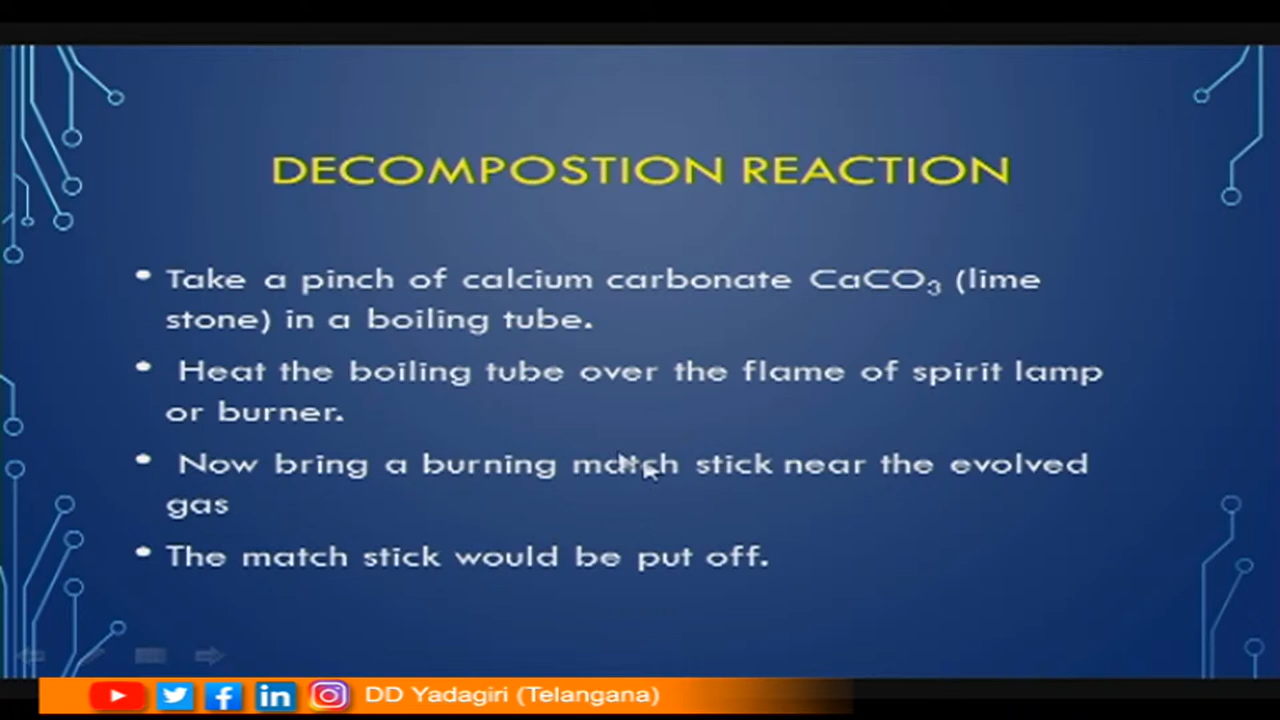 DECOMPOSTION REACTION
• Take a pinch of calcium carbonate CaCO₃ (lime
stone) in a boiling tube.
• Heat the boiling tube over the flame of spirit lamp
or burner.
• Now bring a burning match stick near the evolved
gas
• The match stick would be put off.
DD Yadagiri (Telangana)